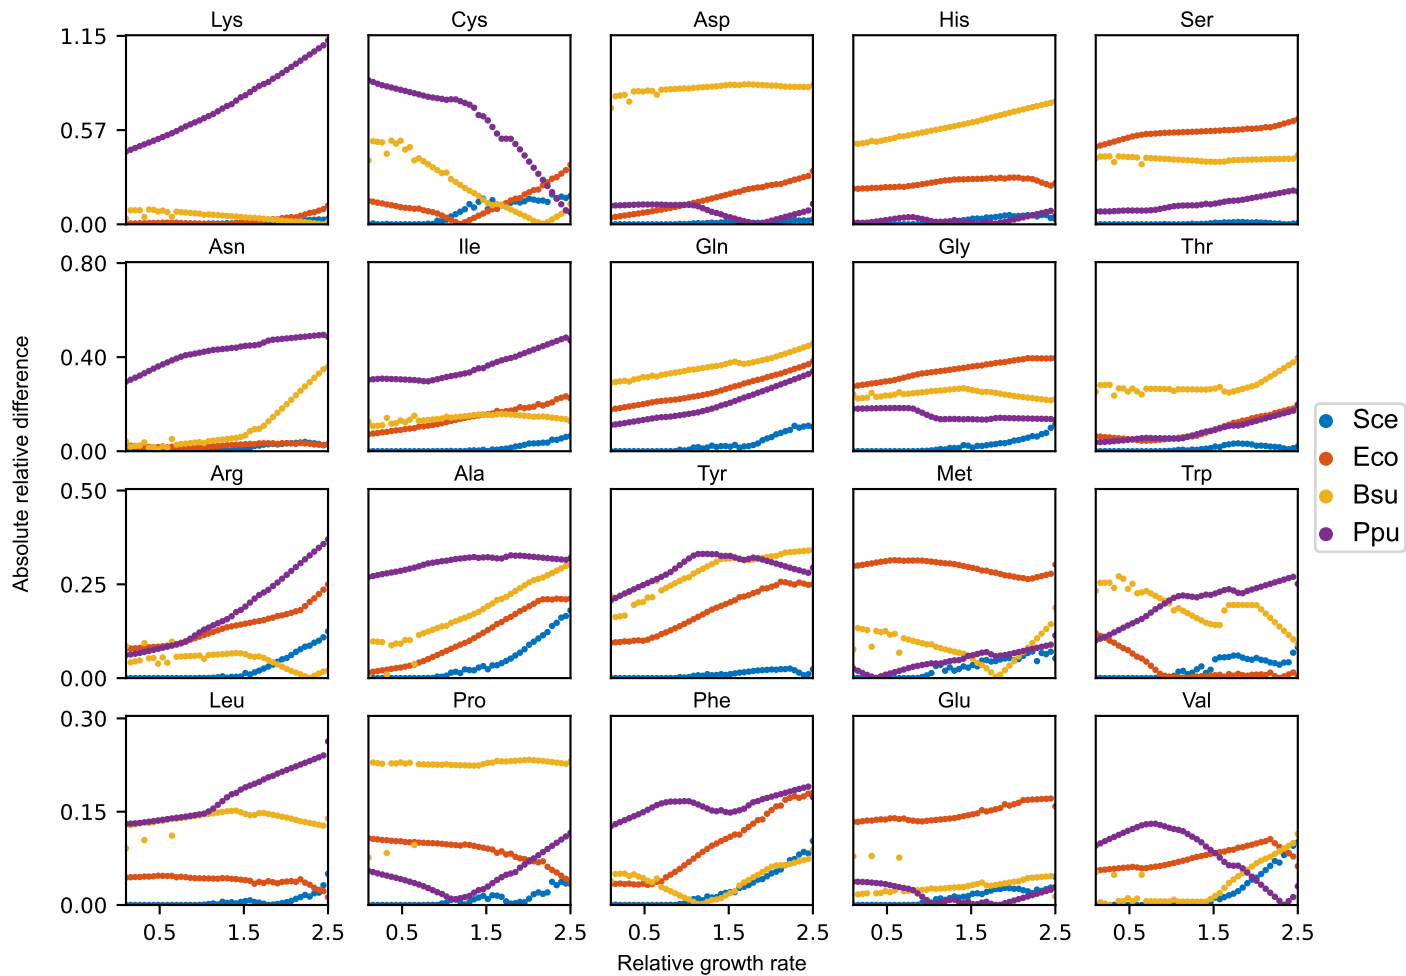 Lys Cys Asp His Ser
1.15
0.57
0.00
Asn Ile Gln Gly Thr
0.80
0.40
0.00
Arg Ala Tyr Met Trp
0.50
0.25
0.00
Leu Pro Phe Glu Val
0.30
0.15
0.00
0.5 1.5 2.5 0.5 1.5 0.5 1.5 2.5 0.5 1.5 0.5 1.5 2.5
Relative growth rate
Absolute relative difference
Sce
Eco
Bsu
Ppu